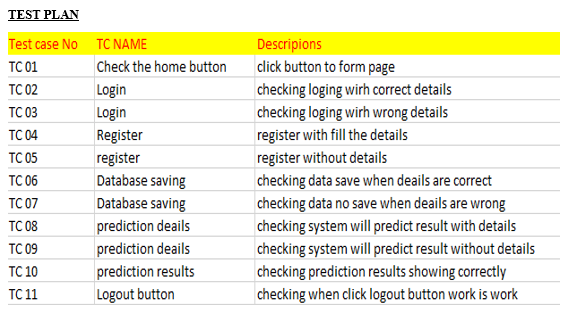 TEST PLAN
Test case No TC NAME Descripions
TC 01 Check the home button click button to form page
TC 02 Login checking loging wirh correct details
TC 03 Login checking loging wirh wrong details
TC 04 Register register with fill the details
TC 05 register register without details
TC 06 Database saving checking data save when deails are correct
TC 07 Database saving checking data no save when deails are wrong
TC 08 prediction deails checking system will predict result with details
TC 09 prediction deails checking system will predict result without details
TC 10 prediction results checking prediction results showing correctly
TC 11 Logout button checking when click logout button work is work